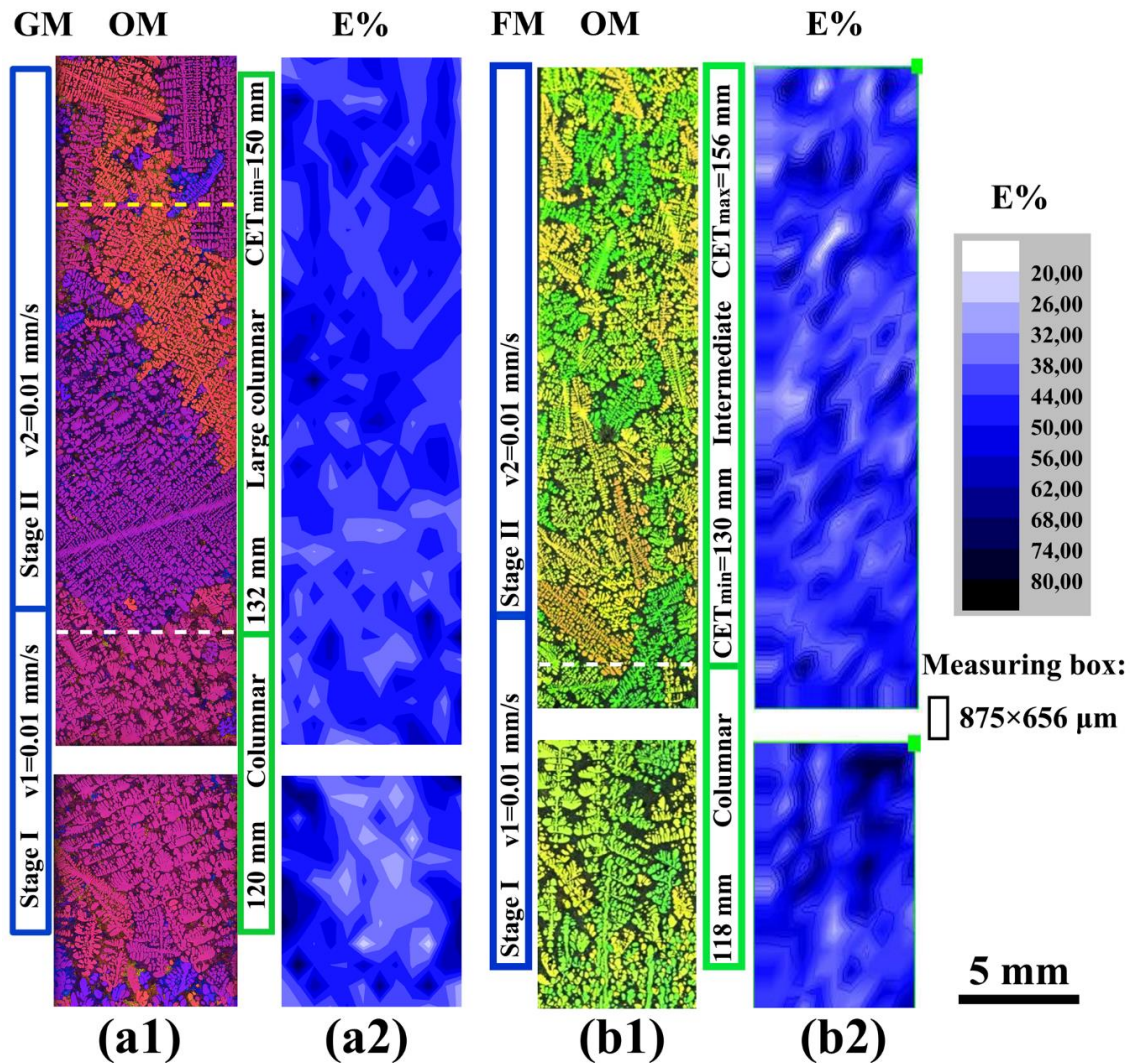 GM OM E% FM OM E%
Stage II v2=0.01 mm/s
Stage I v1=0.01 mm/s
CETmin=150 mm
Large columnar
132 mm
Columnar
120 mm
Stage II v2=0.01 mm/s
Stage I v1=0.01 mm/s
CETmax=156 mm
Intermediate
CETmin=130 mm
Columnar
118 mm
E%
20,00
26,00
32,00
38,00
44,00
50,00
56,00
62,00
68,00
74,00
80,00
Measuring box:
875×656 μm
5 mm
(a1) (a2) (b1) (b2)